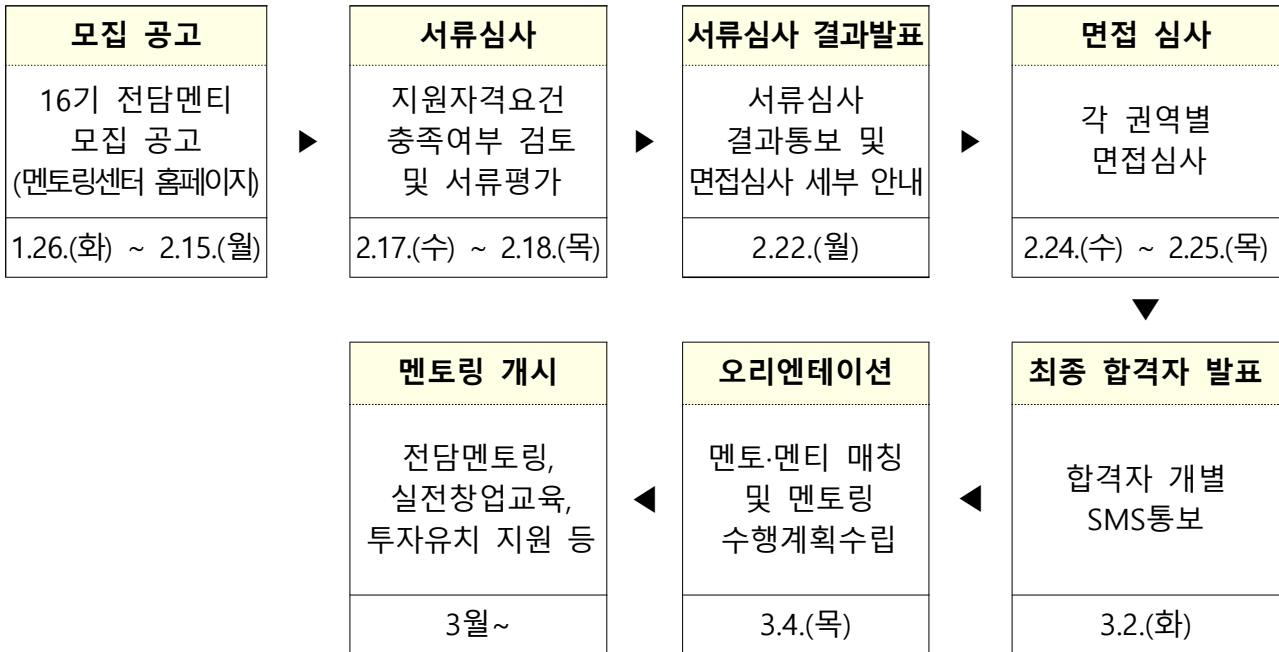 모집 공고
16기 전담멘티
모집 공고
(멘토링센터 홈페이지)
1.26.(화) ~ 2.15.(월)
▶
서류심사
지원자격요건
충족여부 검토
및 서류평가
2.17.(수) ~ 2.18.(목)
▶
서류심사 결과발표
서류심사
결과통보 및
면접심사 세부 안내
2.22.(월)
▶
면접 심사
각 권역별
면접심사
2.24.(수) ~ 2.25.(목)
▼
최종 합격자 발표
합격자 개별
SMS통보
3.2.(화)
◀
오리엔테이션
멘토·멘티 매칭
및 멘토링
수행계획수립
3.4.(목)
◀
멘토링 개시
전담멘토링,
실전창업교육,
투자유치 지원 등
3월~